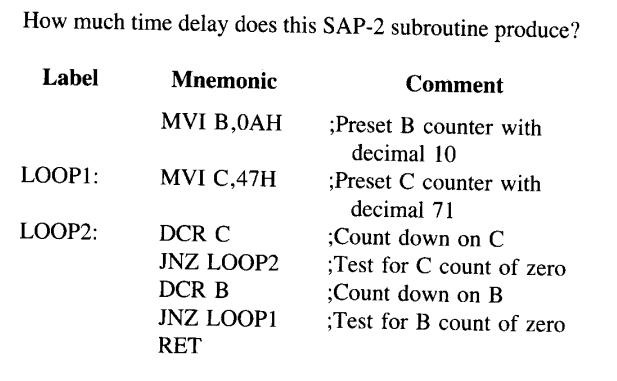 How much time delay does this SAP-2 subroutine produce?
Label Mnemonic Comment
MVI B,0AH ;Preset B counter with
decimal 10
LOOP1: MVI C,47H ;Preset C counter with
decimal 71
LOOP2: DCR C ;Count down on C
JNZ LOOP2 ;Test for C count of zero
DCR B ;Count down on B
JNZ LOOP1 ;Test for B count of zero
RET